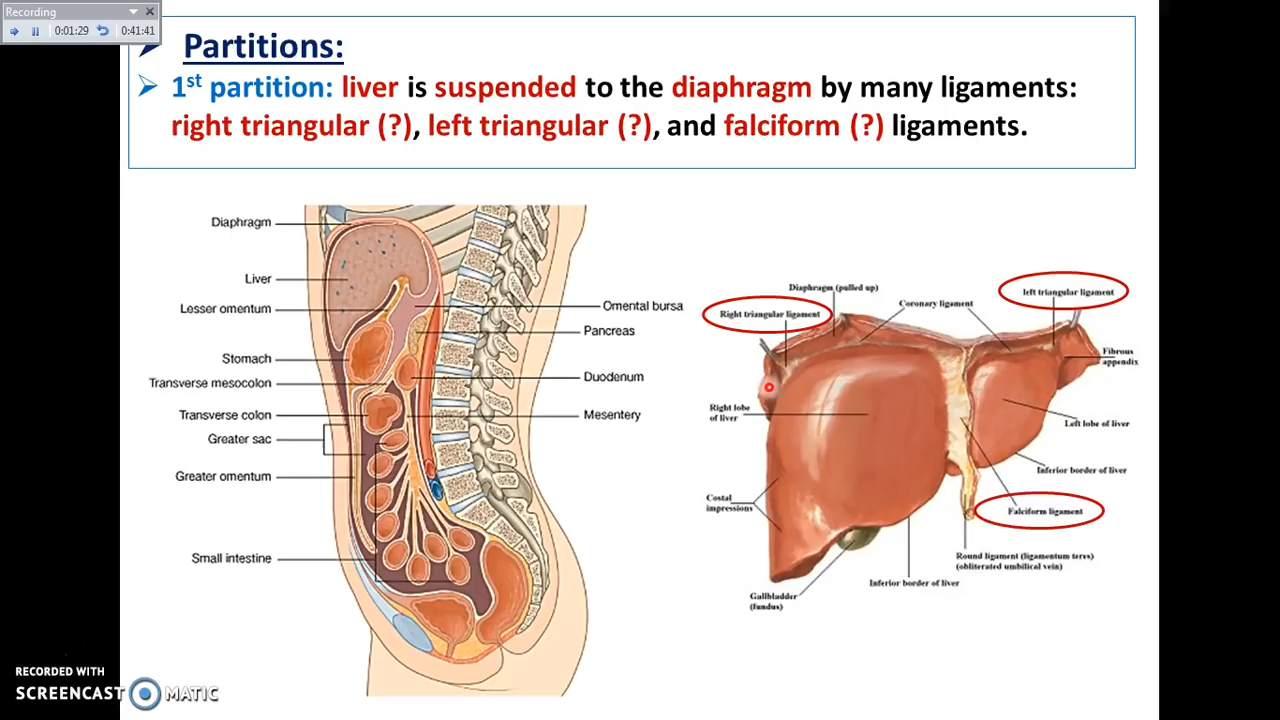 Recording
0:01:29 0:41:41
Partitions:
1st partition: liver is suspended to the diaphragm by many ligaments:
right triangular (?), left triangular (?), and falciform (?) ligaments.
Diaphragm
Liver
Lesser omentum
Stomach
Transverse mesocolon
Transverse colon
Greater sac
Greater omentum
Small intestine
Omental bursa
Pancreas
Duodenum
Mesentery
Diaphragm (pulled up)
Right triangular ligament
Coronary ligament
left triangular ligament
Fibrous
appendix
Right lobe
of liver
Left lobe of liver
Inferior border of liver
Costal
impressions
Falciform ligament
Round ligament (ligamentum teres)
(obliterated umbilical vein)
Inferior border of liver
Gallbladder
(fundus)
RECORDED WITH
SCREENCAST MATIC